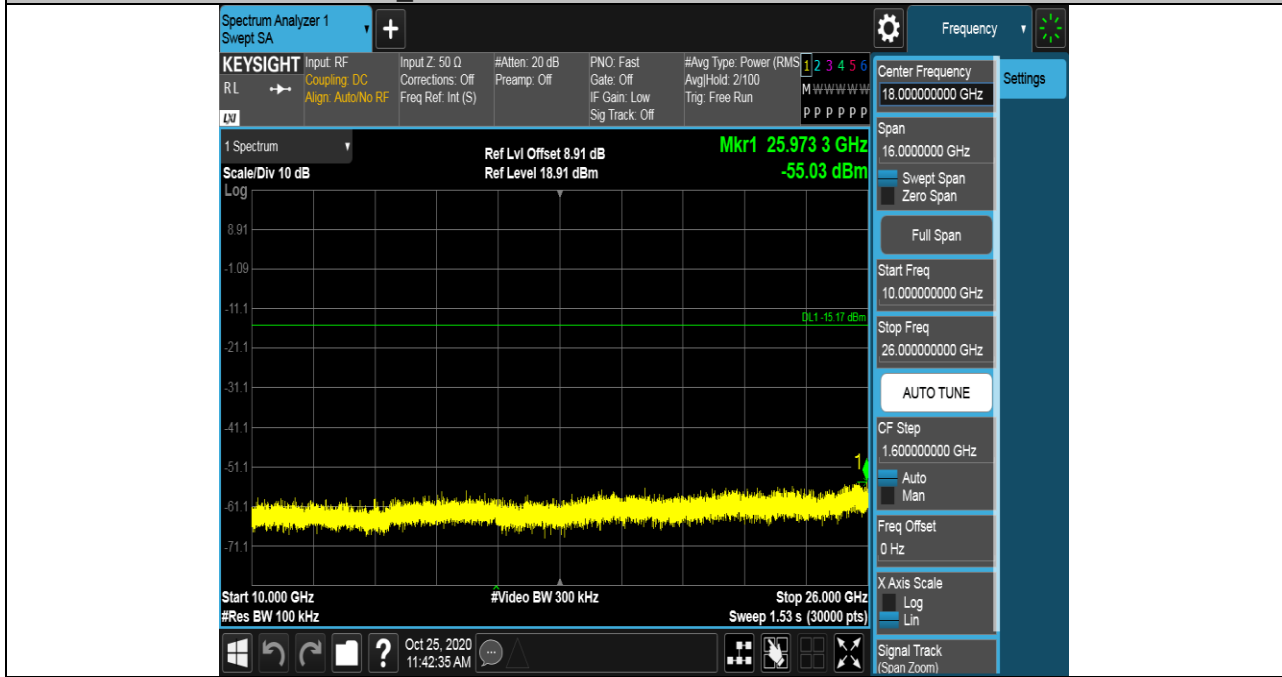 Spectrum Analyzer 1
Swept SA
+
Frequency
KEYSIGHT
RL
LXI
Input: RF
Coupling: DC
Align: Auto/No RF
Input Z: 50 Ω
Corrections: Off
Freq Ref: Int (S)
#Atten: 20 dB
Preamp: Off
PNO: Fast
Gate: Off
IF Gain: Low
Sig Track: Off
#Avg Type: Power (RMS
Avg|Hold: 2/100
Trig: Free Run
1 2 3 4 5 6
M W W W W W
P P P P P P
1 Spectrum
Scale/Div 10 dB
Ref Lvl Offset 8.91 dB
Ref Level 18.91 dBm
Mkr1 25.973 3 GHz
-55.03 dBm
Log
8.91
-1.09
-11.1
DL1 -15.17 dBm
-21.1
-31.1
-41.1
-51.1
1
-61.1
-71.1
Start 10.000 GHz
#Video BW 300 kHz
Stop 26.000 GHz
#Res BW 100 kHz
Sweep 1.53 s (30000 pts)
?
Oct 25, 2020
11:42:35 AM
Center Frequency
18.000000000 GHz
Settings
Span
16.0000000 GHz
Swept Span
Zero Span
Full Span
Start Freq
10.000000000 GHz
Stop Freq
26.000000000 GHz
AUTO TUNE
CF Step
1.600000000 GHz
Auto
Man
Freq Offset
0 Hz
X Axis Scale
Log
Lin
Signal Track
(Span Zoom)